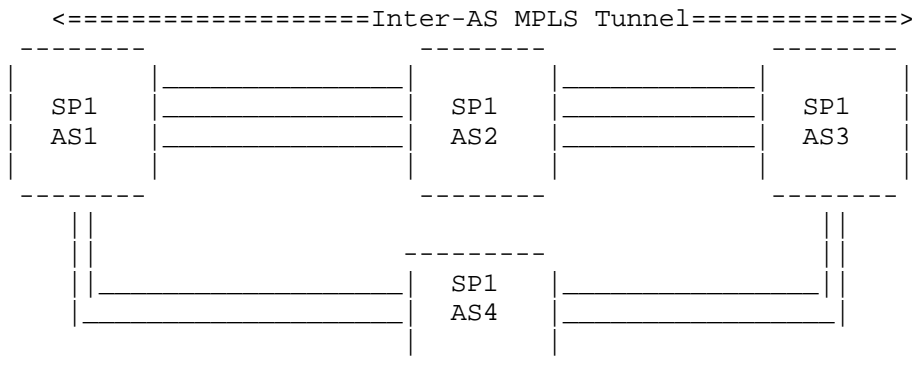 <===================Inter-AS MPLS Tunnel=============>
SP1 SP1 SP1
AS1 AS2 AS3
SP1
AS4